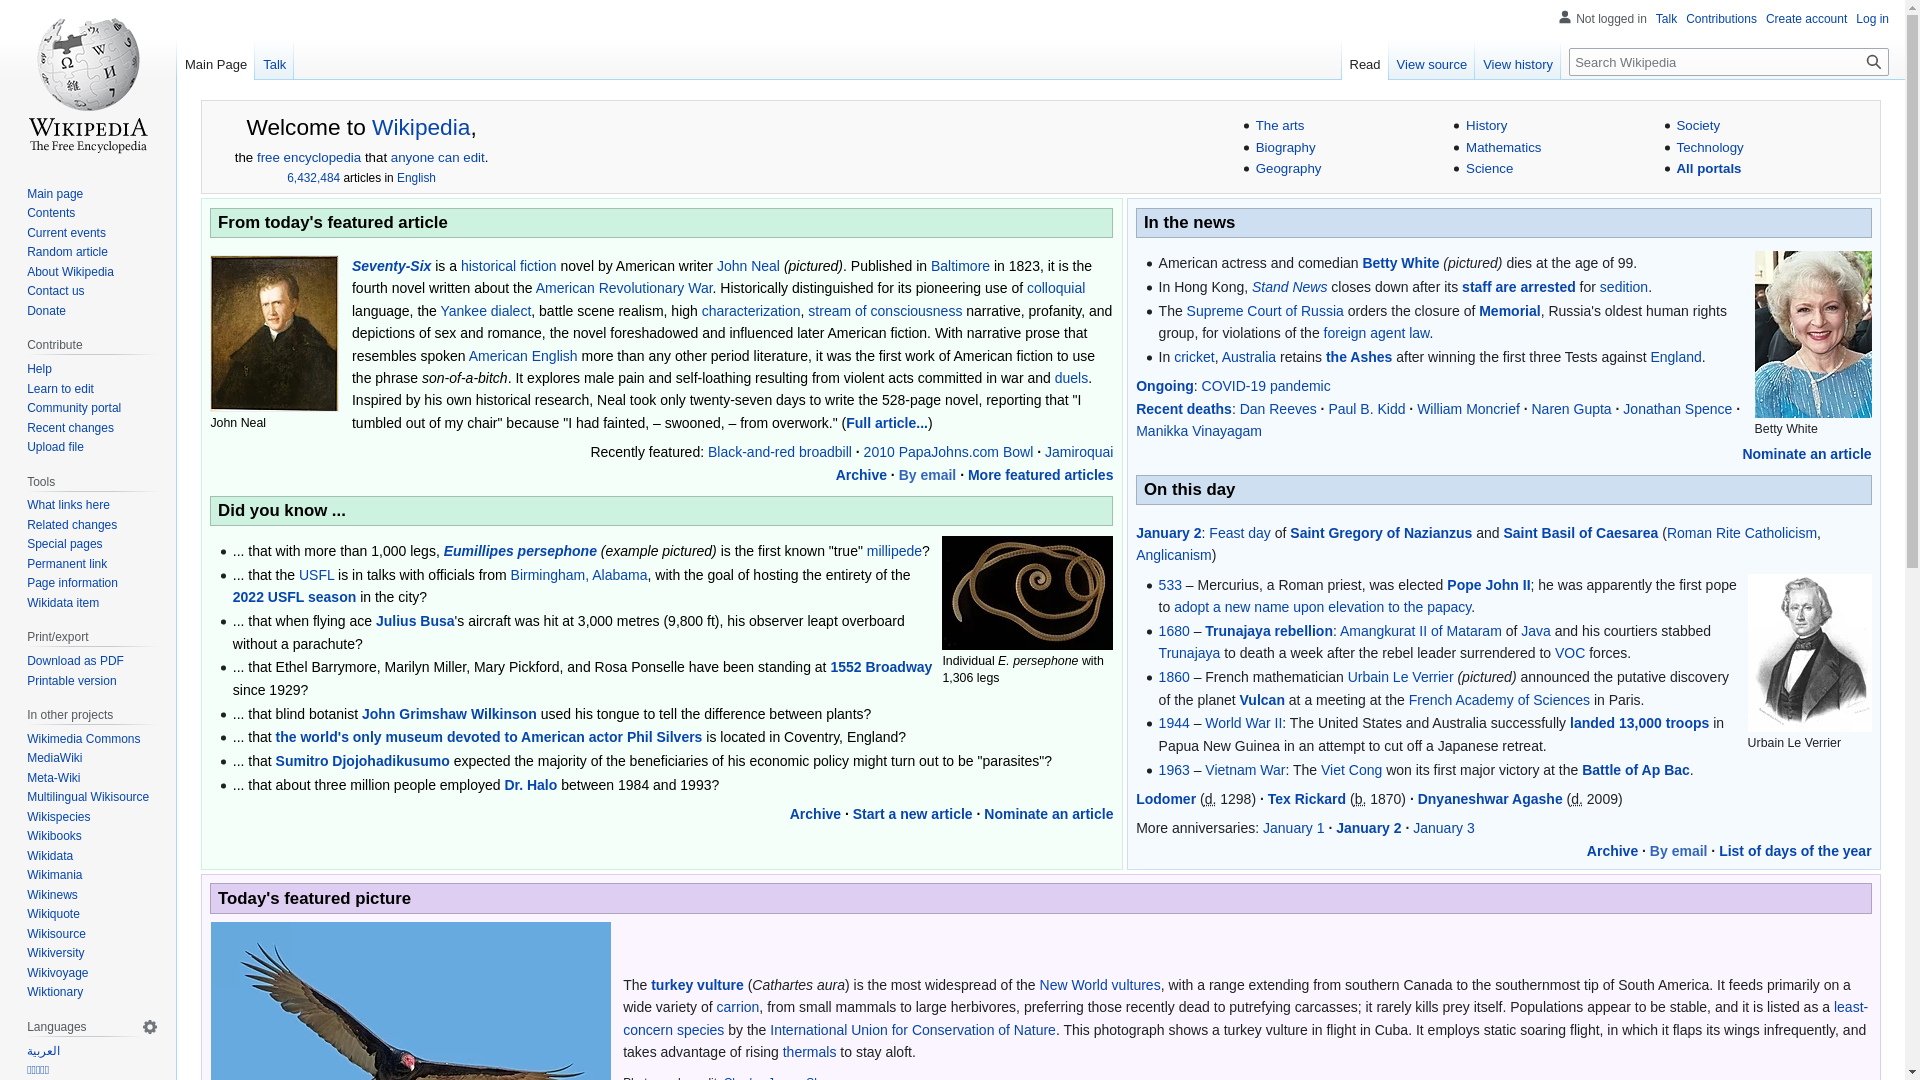 Not logged in Talk Contributions Create account Log in
Main Page Talk Read View source View history Search Wikipedia
WIKIPEDIA
The Free Encyclopedia
Main page
Contents
Current events
Random article
About Wikipedia
Contact us
Donate
Contribute
Help
Learn to edit
Community portal
Recent changes
Upload file
Tools
What links here
Related changes
Special pages
Permanent link
Page information
Wikidata item
Print/export
Download as PDF
Printable version
In other projects
Wikimedia Commons
MediaWiki
Meta-Wiki
Multilingual Wikisource
Wikispecies
Wikibooks
Wikidata
Wikimania
Wikinews
Wikiquote
Wikisource
Wikiversity
Wikivoyage
Wiktionary
Languages
العربية
Welcome to Wikipedia,
the free encyclopedia that anyone can edit.
6,432,484 articles in English
The arts
Biography
Geography
History
Mathematics
Science
Society
Technology
All portals
From today's featured article
John Neal
Seventy-Six is a historical fiction novel by American writer John Neal (pictured). Published in Baltimore in 1823, it is the
fourth novel written about the American Revolutionary War. Historically distinguished for its pioneering use of colloquial
language, the Yankee dialect, battle scene realism, high characterization, stream of consciousness narrative, profanity, and
depictions of sex and romance, the novel foreshadowed and influenced later American fiction. With narrative prose that
resembles spoken American English more than any other period literature, it was the first work of American fiction to use
the phrase son-of-a-bitch. It explores male pain and self-loathing resulting from violent acts committed in war and duels.
Inspired by his own historical research, Neal took only twenty-seven days to write the 528-page novel, reporting that "I
tumbled out of my chair" because "I had fainted, – swooned, – from overwork." (Full article...)
Recently featured: Black-and-red broadbill · 2010 PapaJohns.com Bowl · Jamiroquai
Archive · By email · More featured articles
Did you know ...
... that with more than 1,000 legs, Eumillipes persephone (example pictured) is the first known "true" millipede?
... that the USFL is in talks with officials from Birmingham, Alabama, with the goal of hosting the entirety of the
2022 USFL season in the city?
... that when flying ace Julius Busa's aircraft was hit at 3,000 metres (9,800 ft), his observer leapt overboard
without a parachute?
... that Ethel Barrymore, Marilyn Miller, Mary Pickford, and Rosa Ponselle have been standing at 1552 Broadway
since 1929?
... that blind botanist John Grimshaw Wilkinson used his tongue to tell the difference between plants?
... that the world's only museum devoted to American actor Phil Silvers is located in Coventry, England?
... that Sumitro Djojohadikusumo expected the majority of the beneficiaries of his economic policy might turn out to be "parasites"?
... that about three million people employed Dr. Halo between 1984 and 1993?
Individual E. persephone with
1,306 legs
Archive · Start a new article · Nominate an article
In the news
American actress and comedian Betty White (pictured) dies at the age of 99.
In Hong Kong, Stand News closes down after its staff are arrested for sedition.
The Supreme Court of Russia orders the closure of Memorial, Russia's oldest human rights
group, for violations of the foreign agent law.
In cricket, Australia retains the Ashes after winning the first three Tests against England.
Betty White
Ongoing: COVID-19 pandemic
Recent deaths: Dan Reeves · Paul B. Kidd · William Moncrief · Naren Gupta · Jonathan Spence ·
Manikka Vinayagam
Nominate an article
On this day
January 2: Feast day of Saint Gregory of Nazianzus and Saint Basil of Caesarea (Roman Rite Catholicism,
Anglicanism)
533 – Mercurius, a Roman priest, was elected Pope John II; he was apparently the first pope
to adopt a new name upon elevation to the papacy.
1680 – Trunajaya rebellion: Amangkurat II of Mataram of Java and his courtiers stabbed
Trunajaya to death a week after the rebel leader surrendered to VOC forces.
1860 – French mathematician Urbain Le Verrier (pictured) announced the putative discovery
of the planet Vulcan at a meeting at the French Academy of Sciences in Paris.
1944 – World War II: The United States and Australia successfully landed 13,000 troops in
Papua New Guinea in an attempt to cut off a Japanese retreat.
1963 – Vietnam War: The Viet Cong won its first major victory at the Battle of Ap Bac.
Urbain Le Verrier
Lodomer (d. 1298) · Tex Rickard (b. 1870) · Dnyaneshwar Agashe (d. 2009)
More anniversaries: January 1 · January 2 · January 3
Archive · By email · List of days of the year
Today's featured picture
The turkey vulture (Cathartes aura) is the most widespread of the New World vultures, with a range extending from southern Canada to the southernmost tip of South America. It feeds primarily on a
wide variety of carrion, from small mammals to large herbivores, preferring those recently dead to putrefying carcasses; it rarely kills prey itself. Populations appear to be stable, and it is listed as a least-
concern species by the International Union for Conservation of Nature. This photograph shows a turkey vulture in flight in Cuba. It employs static soaring flight, in which it flaps its wings infrequently, and
takes advantage of rising thermals to stay aloft.